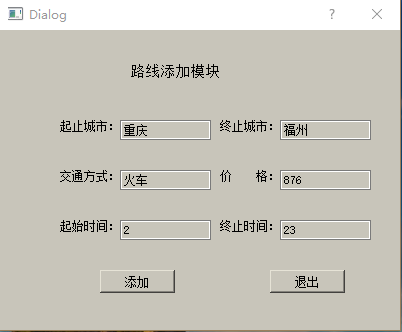 Dialog
路线添加模块
起止城市： 重庆 终止城市： 福州
交通方式： 火车 价 格： 876
起始时间： 2 终止时间： 23
添加 退出